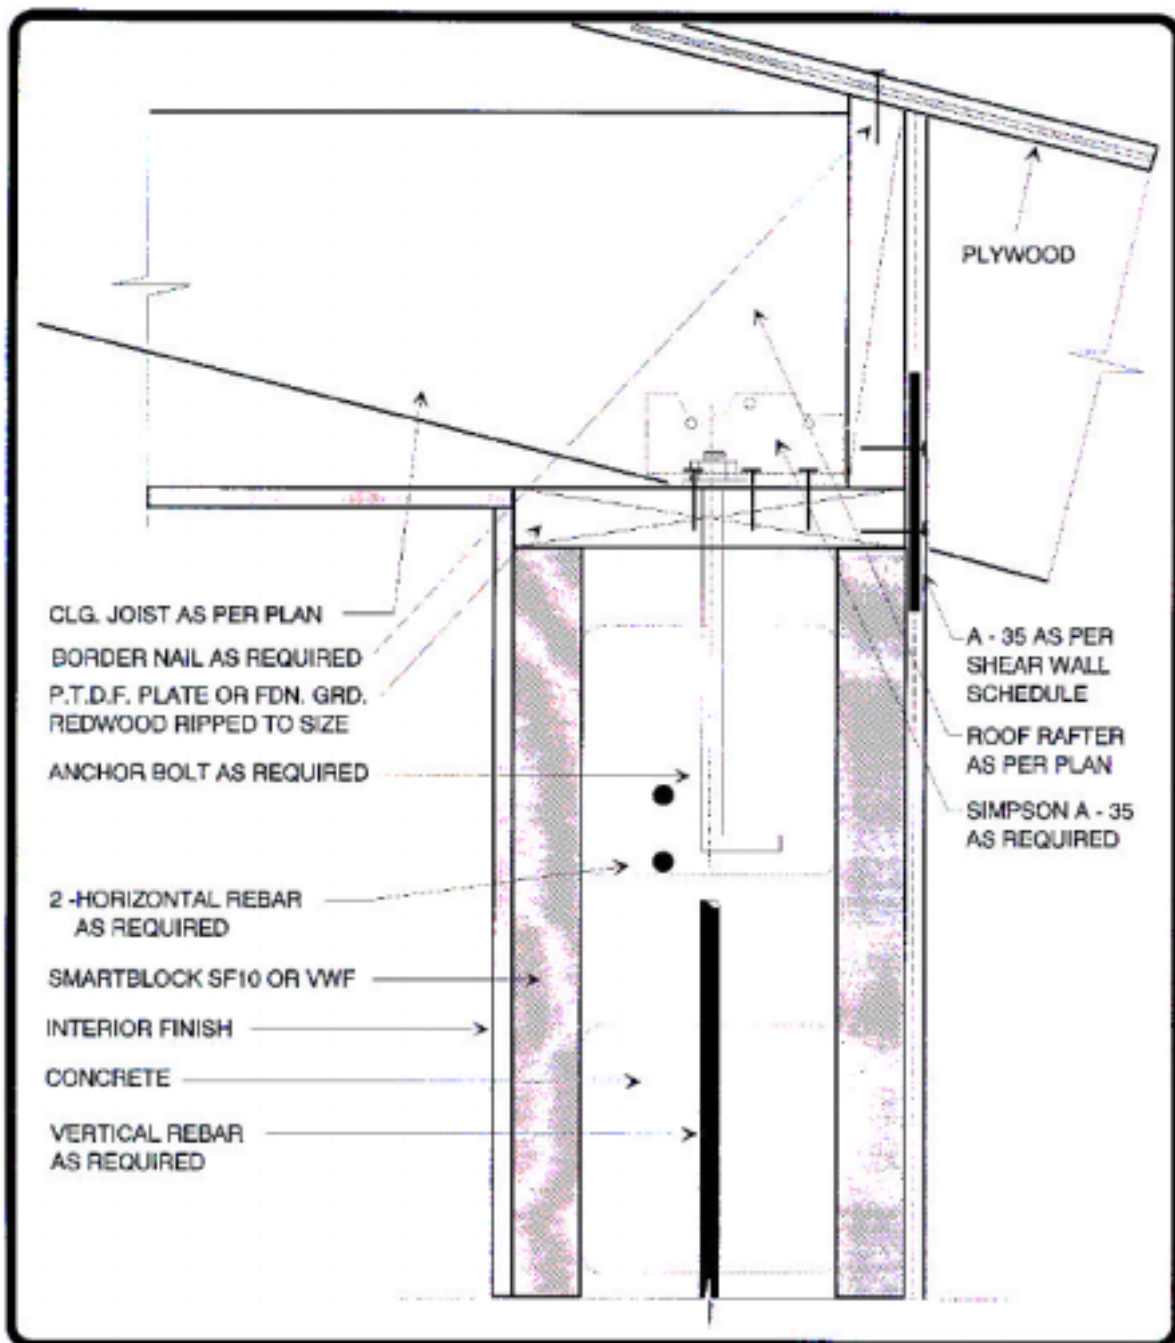 PLYWOOD
CLG. JOIST AS PER PLAN
BORDER NAIL AS REQUIRED
P.T.D.F. PLATE OR FDN. GRD.
REDWOOD RIPPED TO SIZE
ANCHOR BOLT AS REQUIRED
2 -HORIZONTAL REBAR
AS REQUIRED
SMARTBLOCK SF10 OR VWF
INTERIOR FINISH
CONCRETE
VERTICAL REBAR
AS REQUIRED
A - 35 AS PER
SHEAR WALL
SCHEDULE
ROOF RAFTER
AS PER PLAN
SIMPSON A - 35
AS REQUIRED